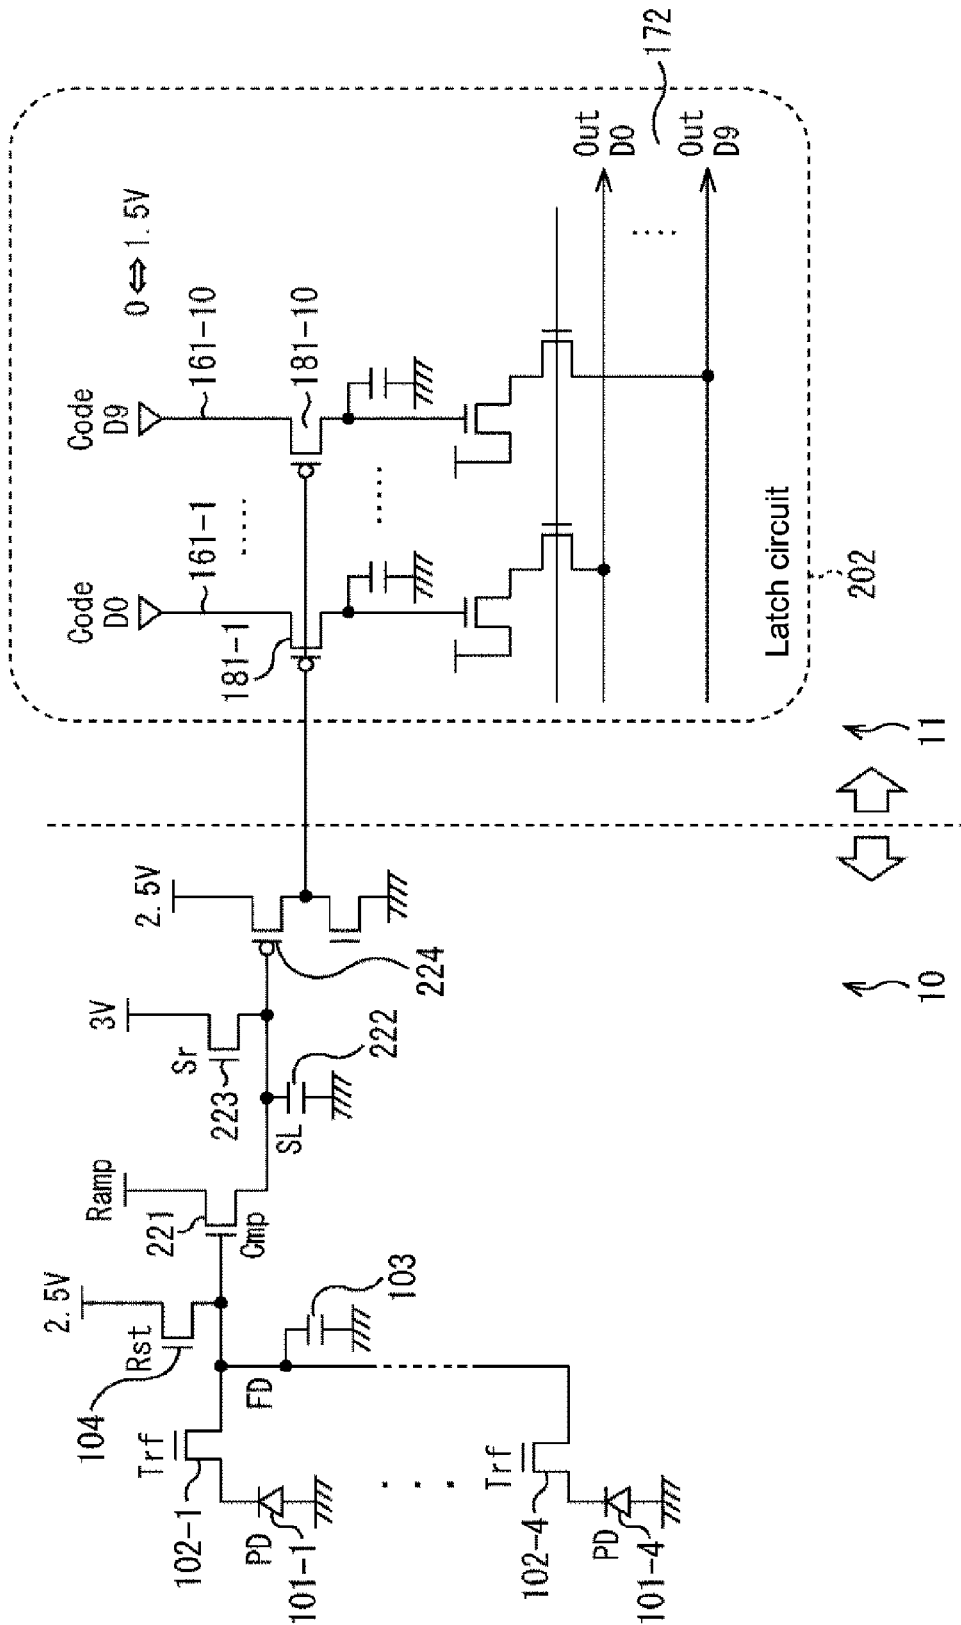 Code D0
Code D9
0⇔1.5V
161-1
161-10
181-1
181-10
Out D0
Out D9
172
Latch circuit
202
2.5V
3V
Ramp
2.5V
Sr
223
221
Cmp
SL
222
224
Rst
104
Trf
102-1
FD
103
PD
101-1
Trf
102-4
PD
101-4
10
11